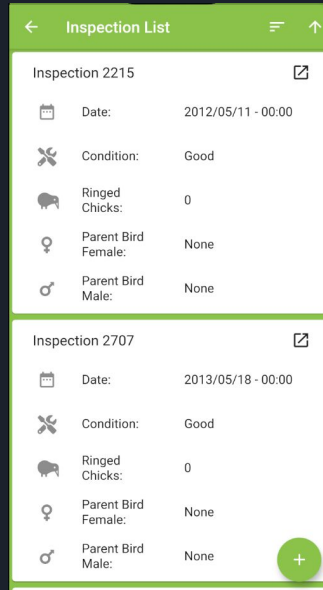 Inspection List
Inspection 2215
Date: 2012/05/11 - 00:00
Condition: Good
Ringed
Chicks: 0
Parent Bird
Female: None
Parent Bird
Male: None
Inspection 2707
Date: 2013/05/18 - 00:00
Condition: Good
Ringed
Chicks: 0
Parent Bird
Female: None
Parent Bird
Male: None